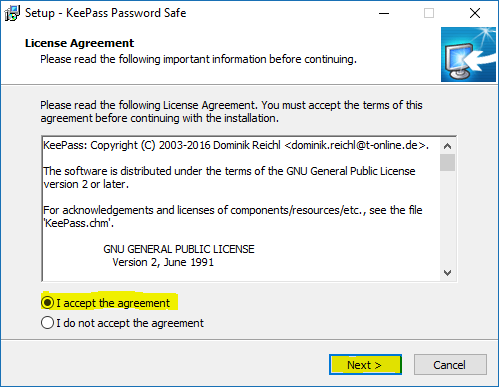 Setup - KeePass Password Safe
License Agreement
Please read the following important information before continuing.
Please read the following License Agreement. You must accept the terms of this
agreement before continuing with the installation.
KeePass: Copyright (C) 2003-2016 Dominik Reichl <dominik.reichl@t-online.de>.
The software is distributed under the terms of the GNU General Public License
version 2 or later.
For acknowledgements and licenses of components/resources/etc., see the file
'KeePass.chm'.
GNU GENERAL PUBLIC LICENSE
Version 2, June 1991
I accept the agreement
I do not accept the agreement
Next >
Cancel